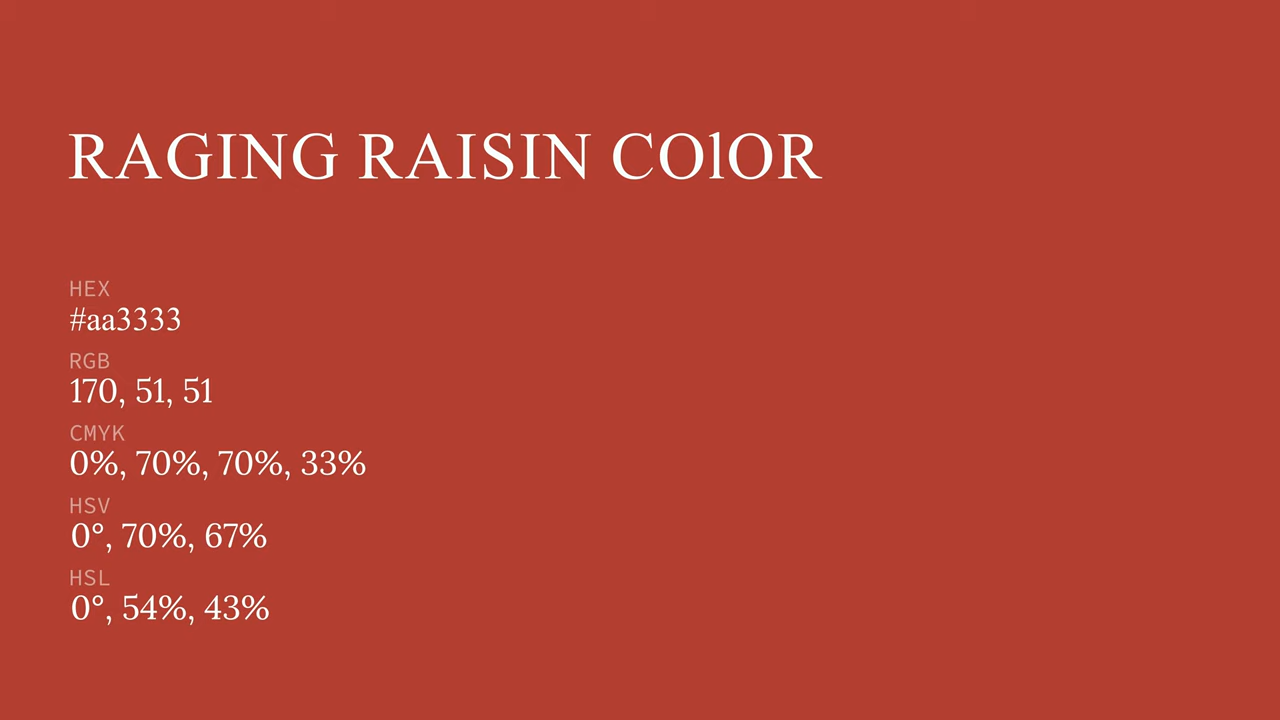 RAGING RAISIN COlOR
HEX
#aa3333
RGB
170, 51, 51
CMYK
0%, 70%, 70%, 33%
HSV
0°, 70%, 67%
HSL
0°, 54%, 43%